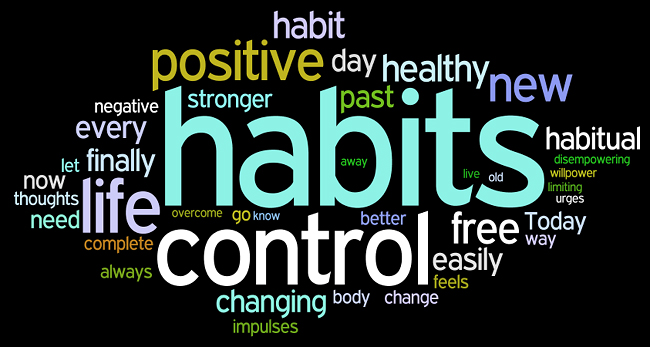 habit
positive day healthy new
negative stronger past
every habits habitual
let finally away disempowering
now live old willpower
thoughts life limiting
need overcome go know better free urges
complete control Today
way
always easily
changing body change feels
impulses